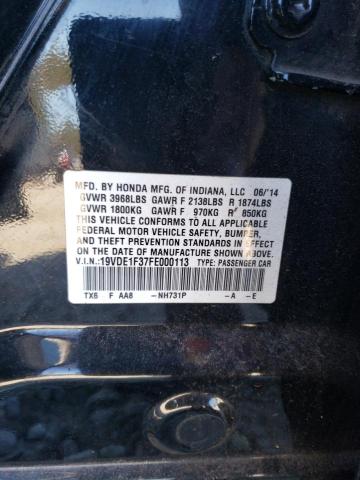 MFD. BY HONDA MFG. OF INDIANA, LLC 06/'14
GVWR 3968LBS GAWR F 2138LBS R 1874LBS
GVWR 1800KG GAWR F 970KG R 850KG
THIS VEHICLE CONFORMS TO ALL APPLICABLE
FEDERAL MOTOR VEHICLE SAFETY, BUMPER,
AND THEFT PREVENTION STANDARDS IN EFFECT
ON THE DATE OF MANUFACTURE SHOWN ABOVE.
V.I.N.: 19VDE1F37FE000113 TYPE: PASSENGER CAR
TX6 F AA8 -NH731P -A -E